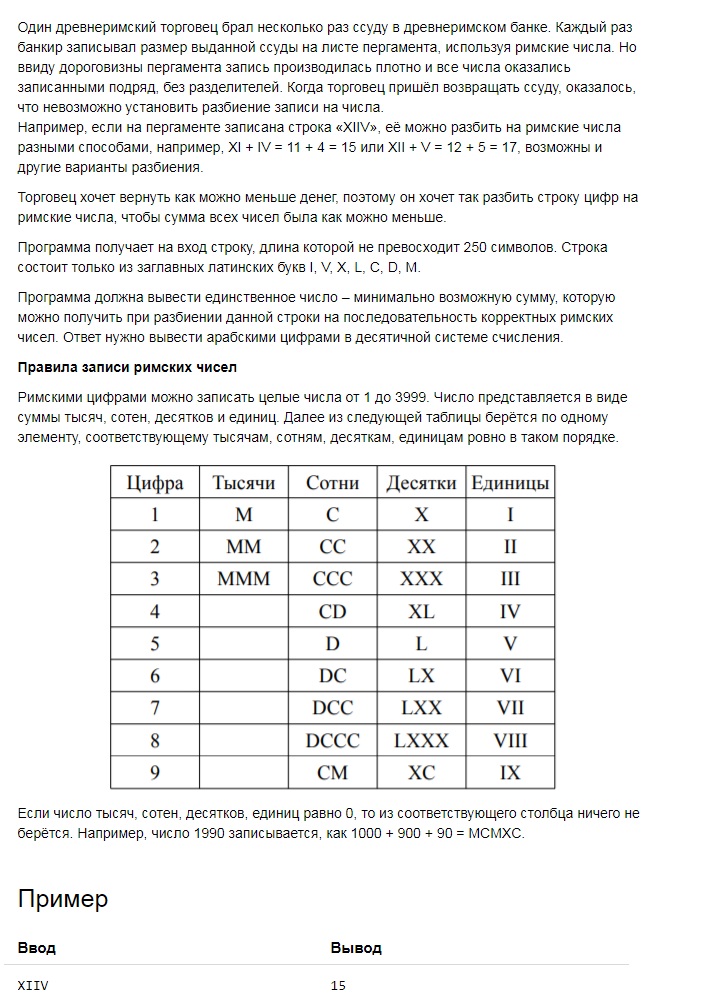 Один древнеримский торговец брал несколько раз ссуду в древнеримском банке. Каждый раз
банкир записывал размер выданной ссуды на листе пергамента, используя римские числа. Но
ввиду дороговизны пергамента запись производилась плотно и все числа оказались
записанными подряд, без разделителей. Когда торговец пришёл возвращать ссуду, оказалось,
что невозможно установить разбиение записи на числа.
Например, если на пергаменте записана строка «XIIV», её можно разбить на римские числа
разными способами, например, XI + IV = 11 + 4 = 15 или XII + V = 12 + 5 = 17, возможны и
другие варианты разбиения.
Торговец хочет вернуть как можно меньше денег, поэтому он хочет так разбить строку цифр на
римские числа, чтобы сумма всех чисел была как можно меньше.
Программа получает на вход строку, длина которой не превосходит 250 символов. Строка
состоит только из заглавных латинских букв I, V, X, L, C, D, M.
Программа должна вывести единственное число – минимально возможную сумму, которую
можно получить при разбиении данной строки на последовательность корректных римских
чисел. Ответ нужно вывести арабскими цифрами в десятичной системе счисления.
Правила записи римских чисел
Римскими цифрами можно записать целые числа от 1 до 3999. Число представляется в виде
суммы тысяч, сотен, десятков и единиц. Далее из следующей таблицы берётся по одному
элементу, соответствующему тысячам, сотням, десяткам, единицам ровно в таком порядке.
Цифра Тысячи Сотни Десятки Единицы
1 M C X I
2 MM CC XX II
3 MMM CCC XXX III
4 CD XL IV
5 D L V
6 DC LX VI
7 DCC LXX VII
8 DCCC LXXX VIII
9 CM XC IX
Если число тысяч, сотен, десятков, единиц равно 0, то из соответствующего столбца ничего не
берётся. Например, число 1990 записывается, как 1000 + 900 + 90 = MCMXC.
Пример
Ввод Вывод
XIIV 15